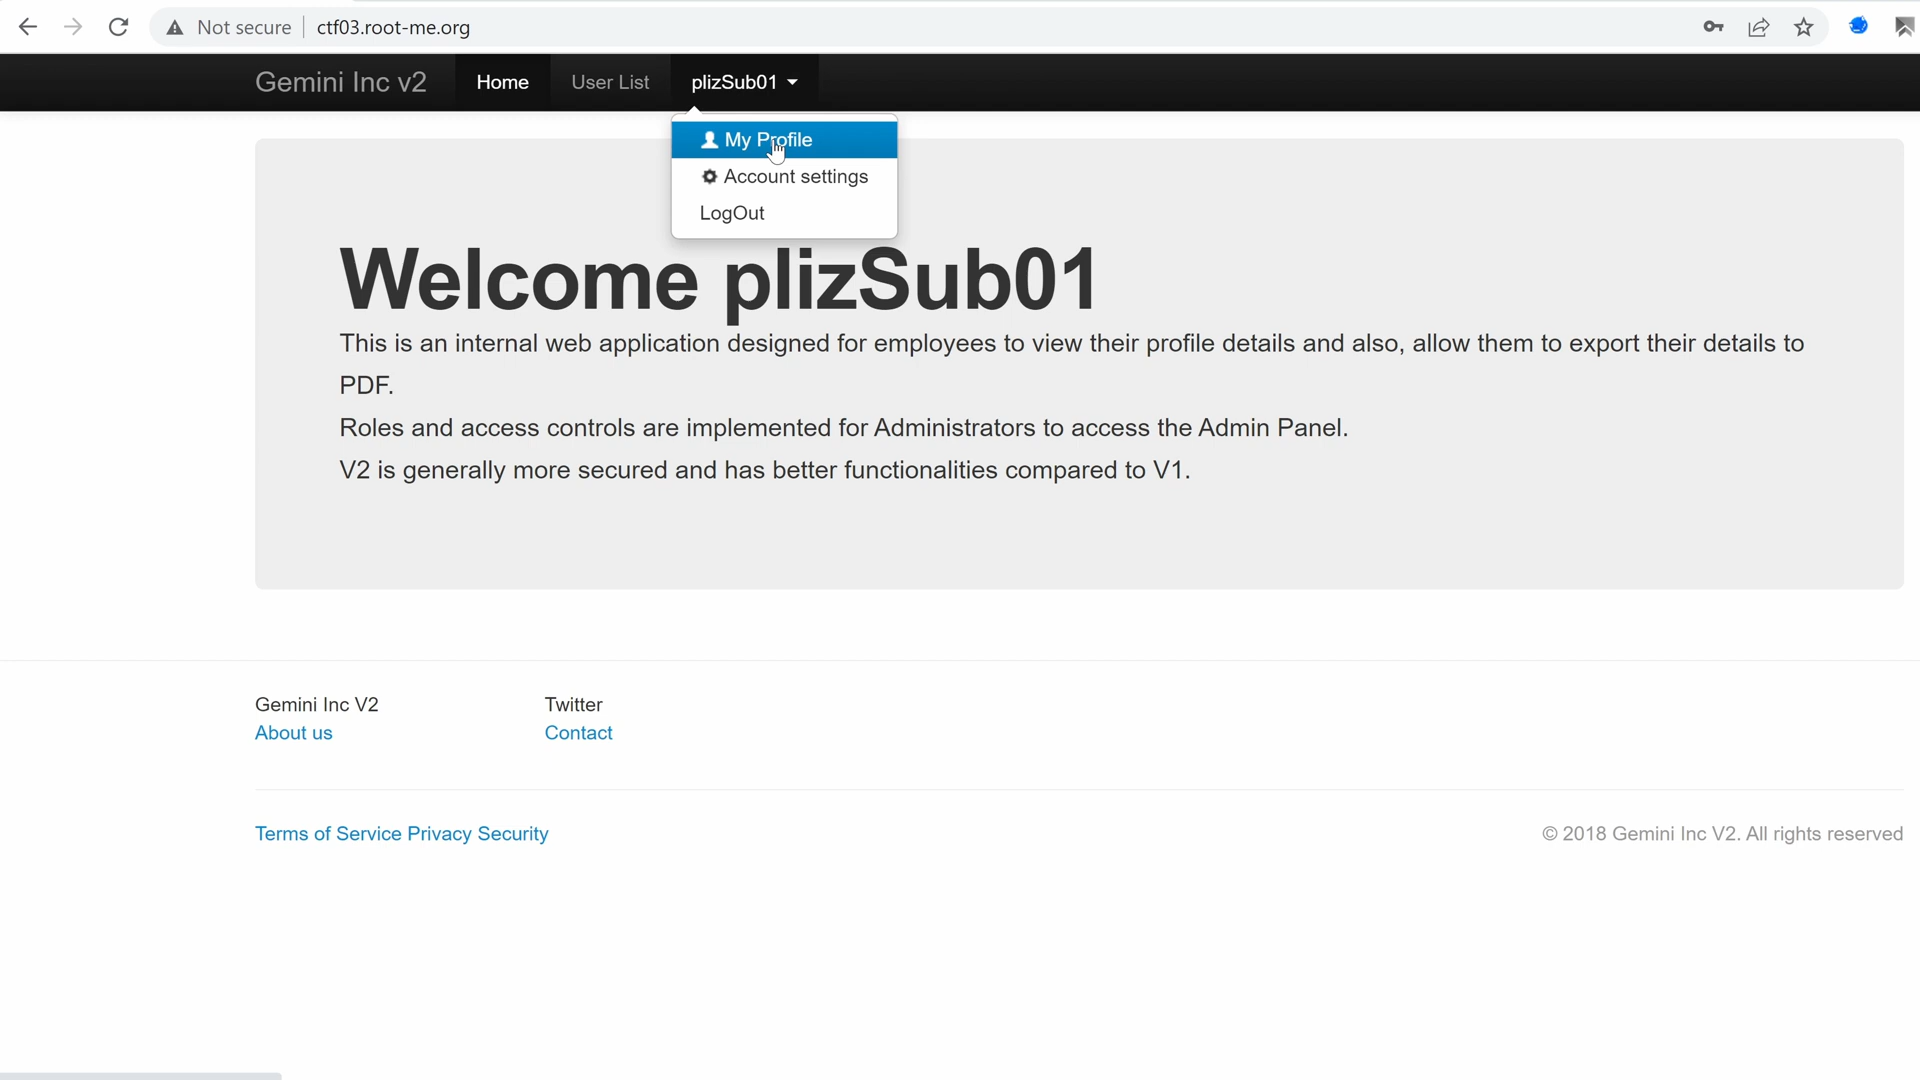 Not secure
ctf03.root-me.org
Gemini Inc v2
Home
User List
plizSub01
My Profile
Account settings
LogOut
Welcome plizSub01
This is an internal web application designed for employees to view their profile details and also, allow them to export their details to
PDF.
Roles and access controls are implemented for Administrators to access the Admin Panel.
V2 is generally more secured and has better functionalities compared to V1.
Gemini Inc V2
About us
Twitter
Contact
Terms of Service Privacy Security
© 2018 Gemini Inc V2. All rights reserved